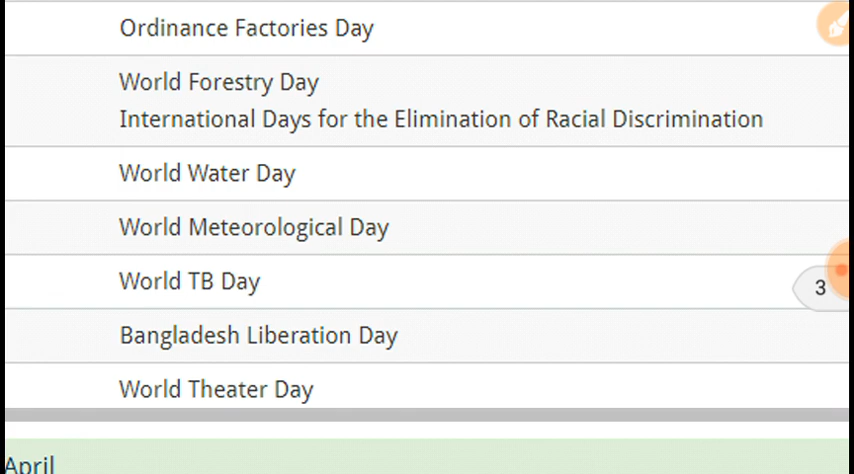 Ordinance Factories Day
World Forestry Day
International Days for the Elimination of Racial Discrimination
World Water Day
World Meteorological Day
World TB Day
3
Bangladesh Liberation Day
World Theater Day
April